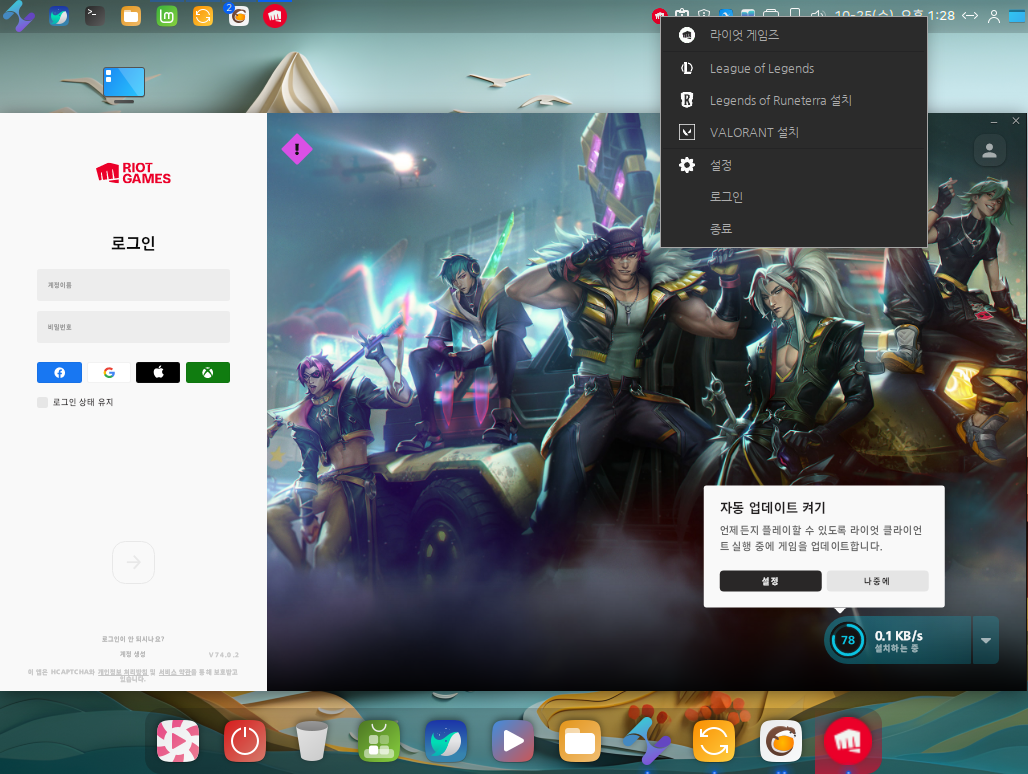 10-25(수) 오후 1:28
2
라이엇 게임즈
League of Legends
Legends of Runeterra 설치
VALORANT 설치
설정
로그인
종료
RIOT
GAMES
로그인
계정이름
비밀번호
로그인 상태 유지
로그인이 안 되시나요?
계정 생성
V74.0.2
이 앱은 HCAPTCHA와 개인정보 처리방침 및 서비스 약관을 통해 보호받고
있습니다.
자동 업데이트 켜기
언제든지 플레이할 수 있도록 라이엇 클라이언
트 실행 중에 게임을 업데이트합니다.
설정
나중에
78
0.1 KB/s
설치하는 중